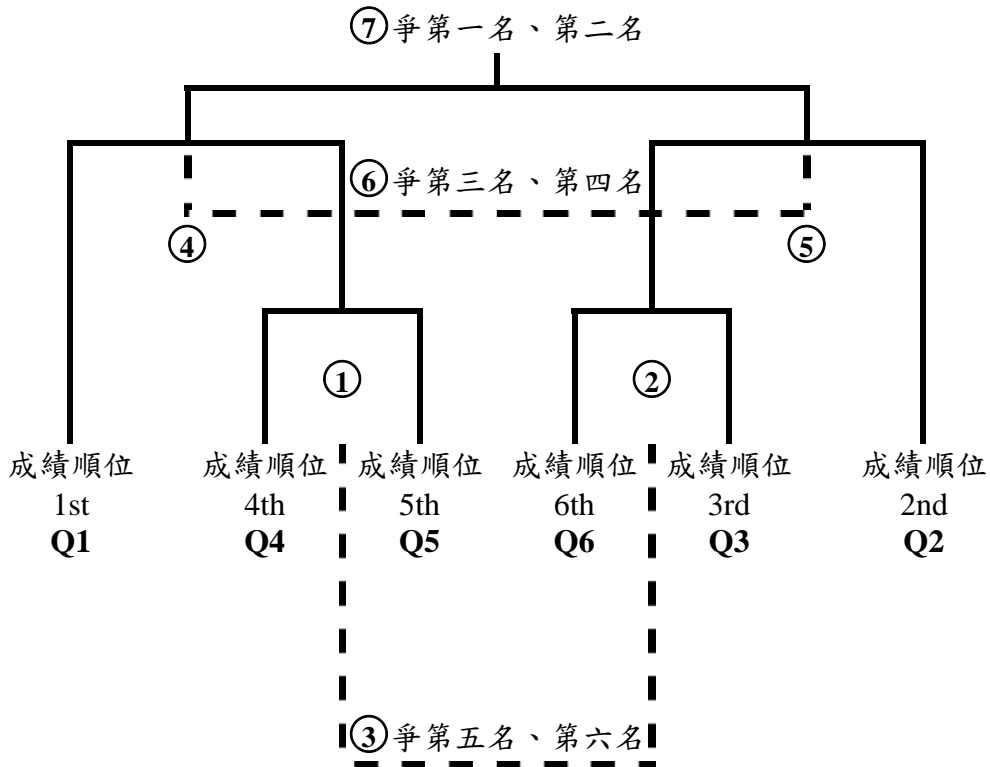 ⑦爭第一名、第二名
⑥爭第三名、第四名
④
⑤
①
②
成績順位 成績順位 成績順位 成績順位 成績順位 成績順位
1st 4th 5th 6th 3rd 2nd
Q1 Q4 Q5 Q6 Q3 Q2
③爭第五名、第六名